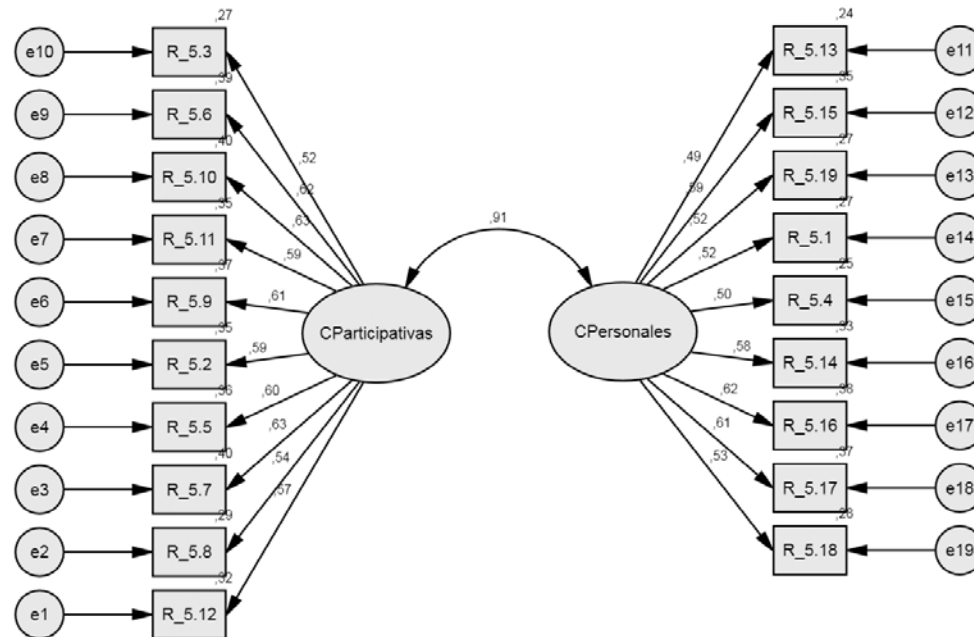 ,27
e10
R_5.3
,39
e9
R_5.6
,40
e8
R_5.10
,35
e7
R_5.11
,37
e6
R_5.9
,35
e5
R_5.2
,36
e4
R_5.5
,40
e3
R_5.7
,29
e2
R_5.8
,32
e1
R_5.12
,52
,62
,63
,59
,61
,59
,60
,63
,54
,57
CParticipativas
,91
CPersonales
,49
,59
,52
,52
,50
,58
,62
,61
,53
,24
R_5.13
e11
,35
R_5.15
e12
,27
R_5.19
e13
,27
R_5.1
e14
,25
R_5.4
e15
,33
R_5.14
e16
,38
R_5.16
e17
,37
R_5.17
e18
,28
R_5.18
e19